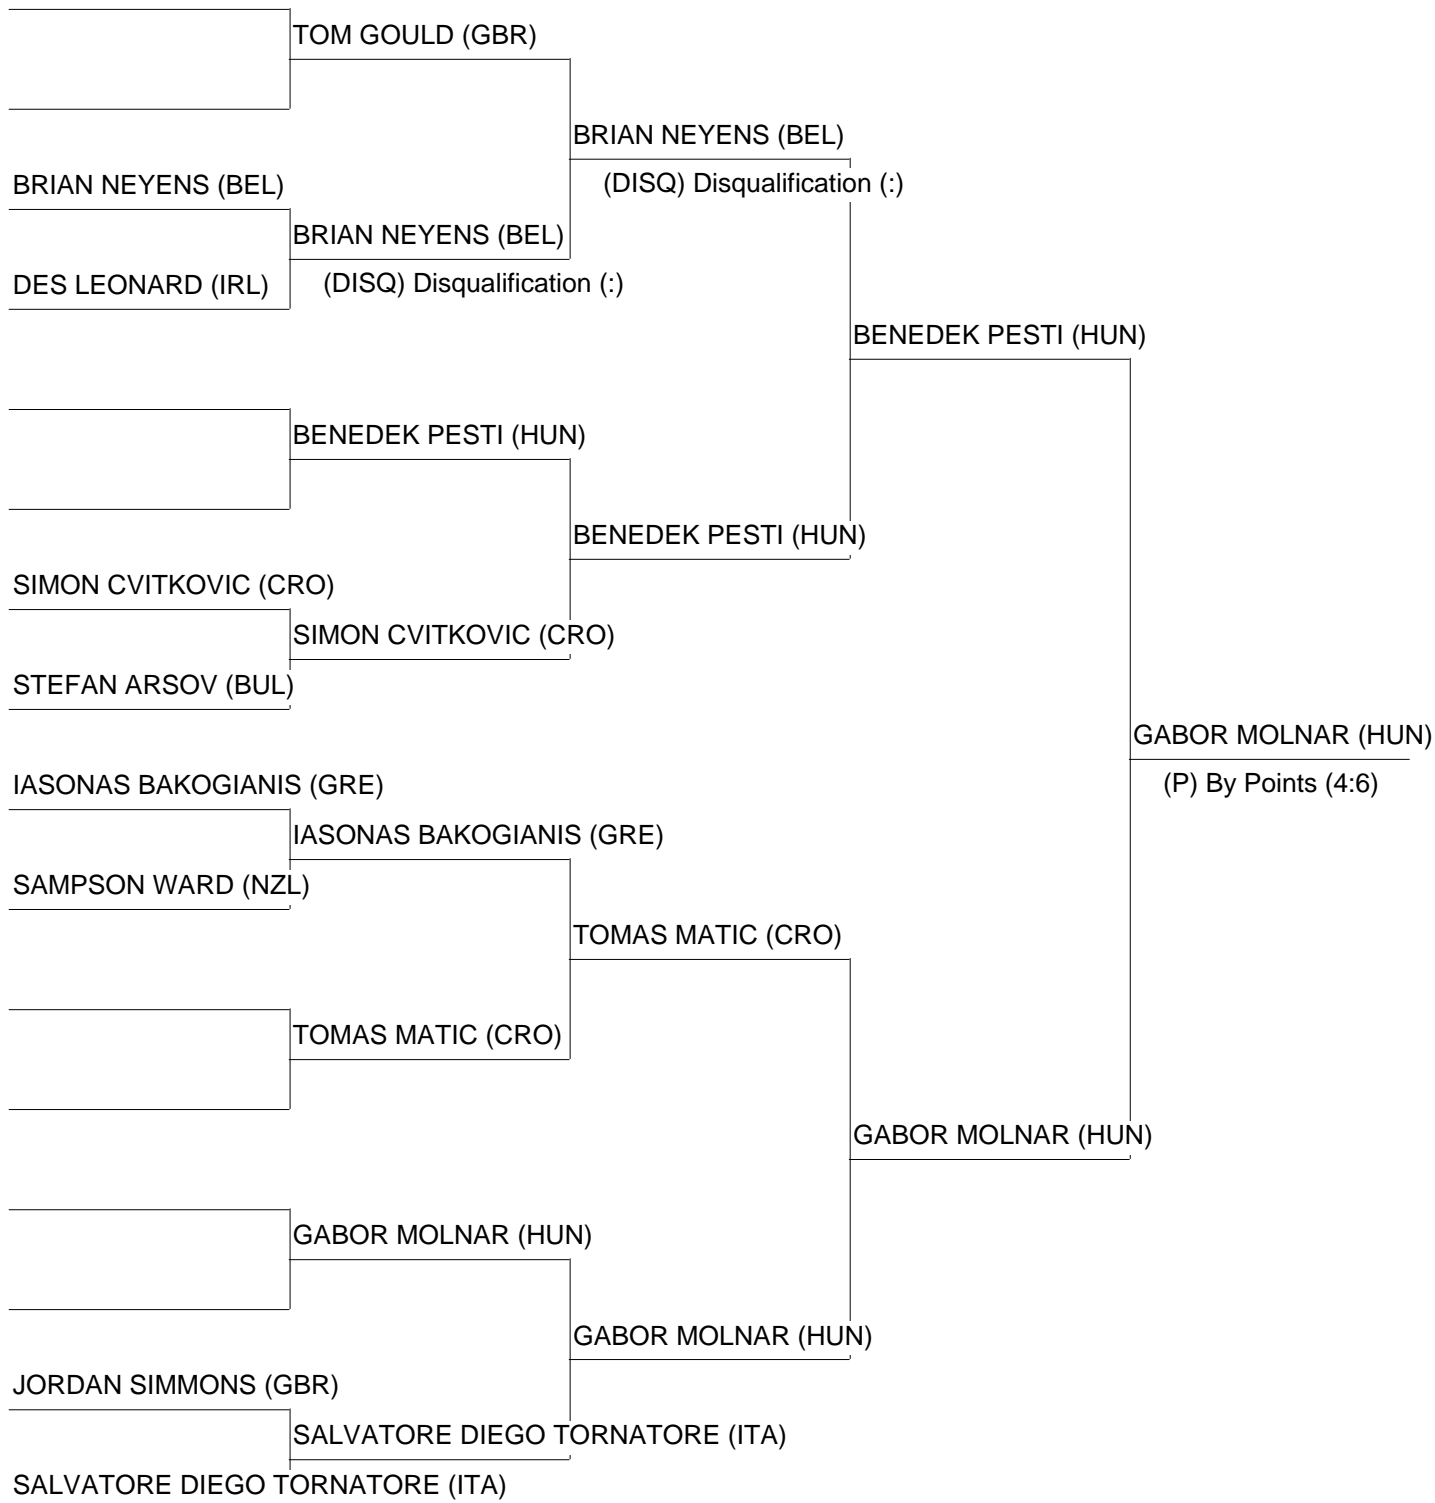 TOM GOULD (GBR)
BRIAN NEYENS (BEL)
BRIAN NEYENS (BEL)
(DISQ) Disqualification (:)
BRIAN NEYENS (BEL)
DES LEONARD (IRL)
(DISQ) Disqualification (:)
BENEDEK PESTI (HUN)
BENEDEK PESTI (HUN)
BENEDEK PESTI (HUN)
SIMON CVITKOVIC (CRO)
SIMON CVITKOVIC (CRO)
STEFAN ARSOV (BUL)
GABOR MOLNAR (HUN)
IASONAS BAKOGIANIS (GRE)
(P) By Points (4:6)
IASONAS BAKOGIANIS (GRE)
SAMPSON WARD (NZL)
TOMAS MATIC (CRO)
TOMAS MATIC (CRO)
GABOR MOLNAR (HUN)
GABOR MOLNAR (HUN)
GABOR MOLNAR (HUN)
JORDAN SIMMONS (GBR)
SALVATORE DIEGO TORNATORE (ITA)
SALVATORE DIEGO TORNATORE (ITA)